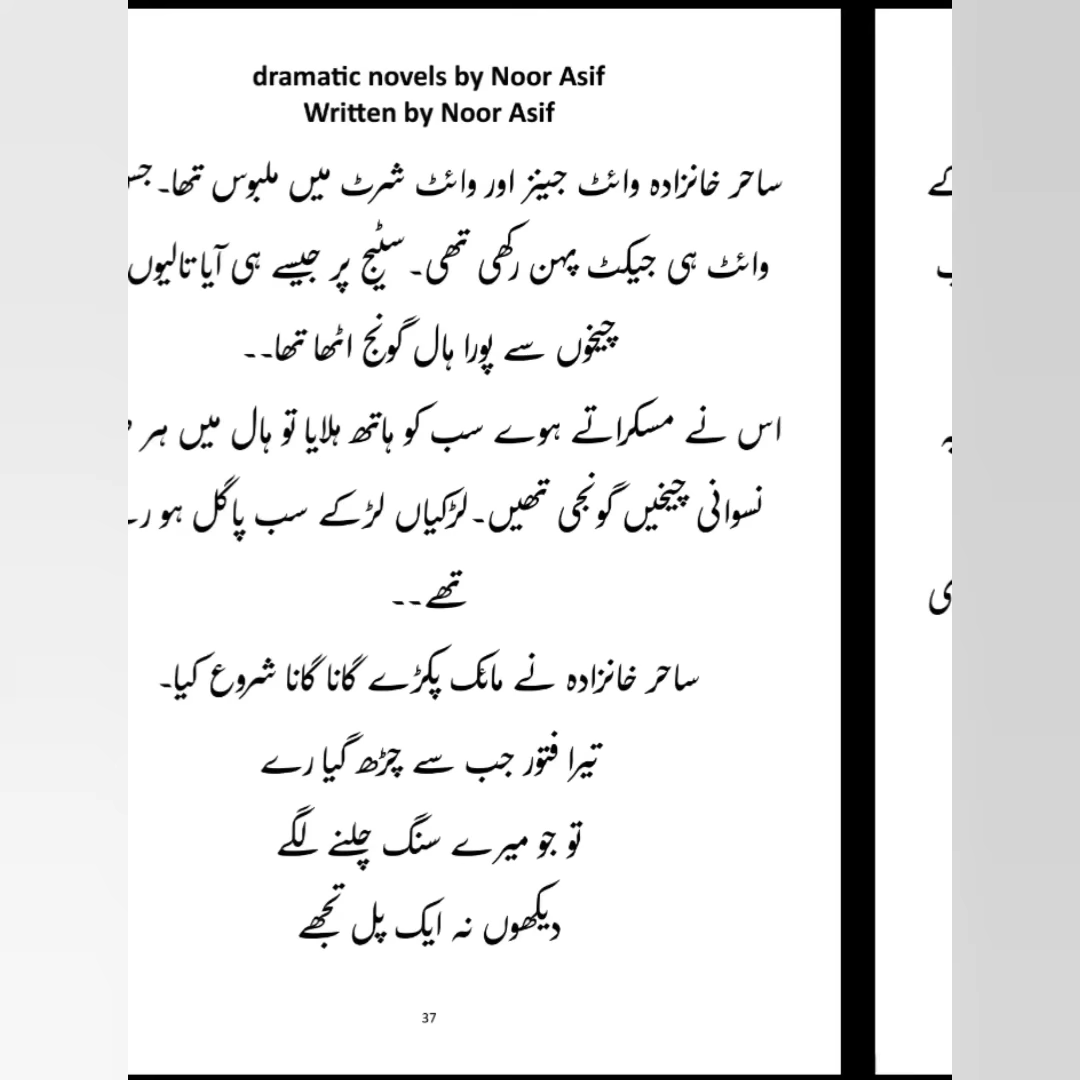 dramatic novels by Noor Asif
Written by Noor Asif
ساحر خانزادہ وائٹ جینز اور وائٹ شرٹ میں ملبوس تھا۔
وائٹ ہی جیکٹ پہن رکھی تھی۔ سٹیج پر جیسے ہی آیا تالیوں
چیخوں سے پورا ہال گونج اٹھا تھا۔۔
اس نے مسکراتے ہوے سب کو ہاتھ ہلایا تو ہال میں ہر
نسوانی چیخیں گونجی تھیں۔ لڑکیاں لڑکے سب پاگل ہو
تھے۔۔
ساحر خانزادہ نے مائک پکڑے گانا گانا شروع کیا۔
تیرا فتور جب سے چڑھ گیا رے
تو جو میرے سنگ چلنے لگے
دیکھوں نہ ایک پل تجھے
37
کے
ی